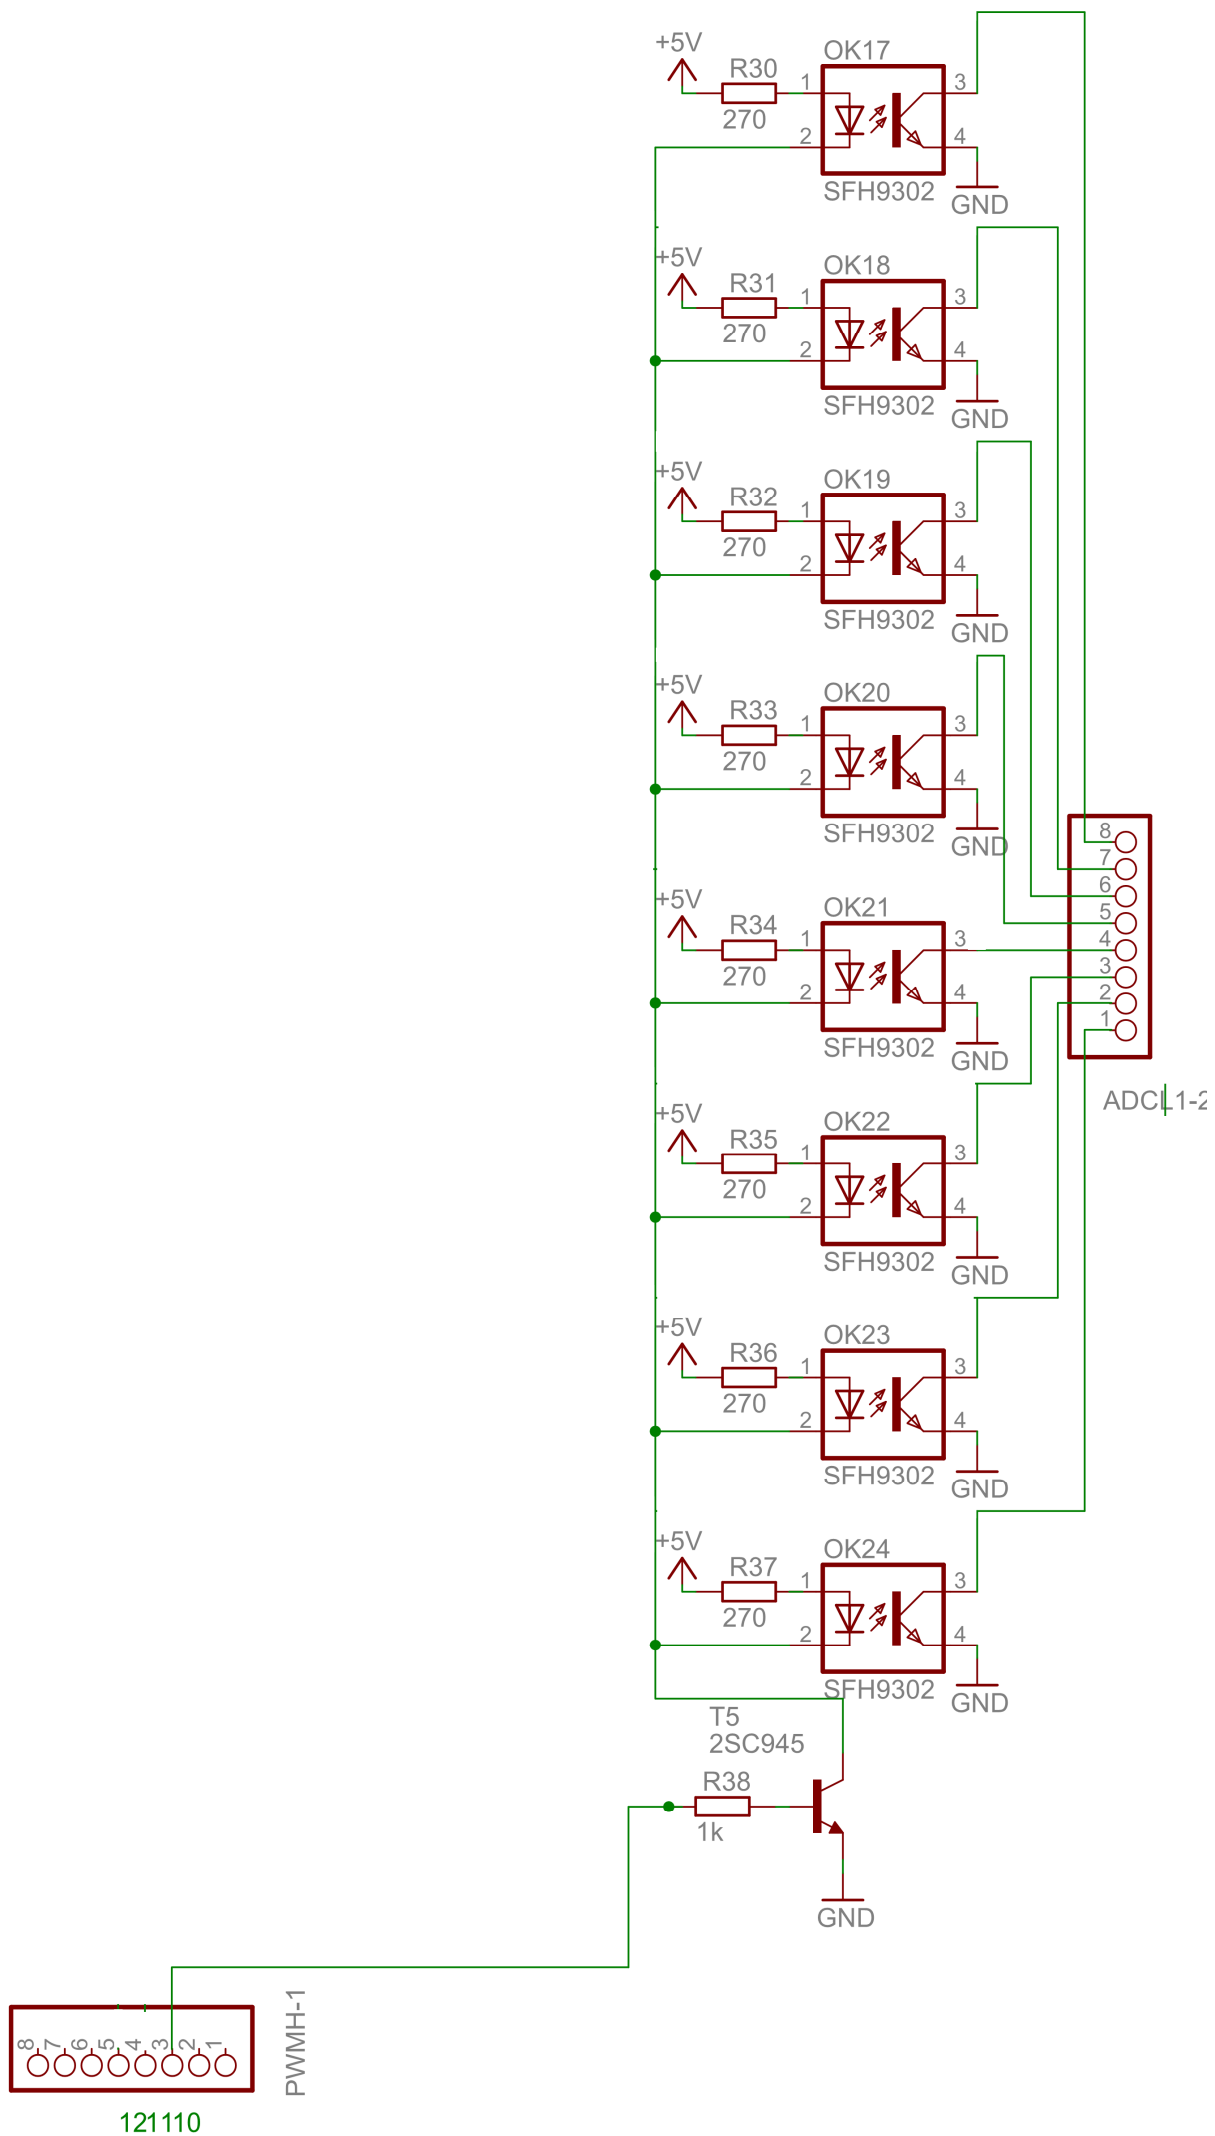 +5V
R30
270
OK17
1
2
3
4
SFH9302
GND
+5V
R31
270
OK18
1
2
3
4
SFH9302
GND
+5V
R32
270
OK19
1
2
3
4
SFH9302
GND
+5V
R33
270
OK20
1
2
3
4
SFH9302
GND
8
7
6
5
4
3
2
1
ADCL1-2
+5V
R34
270
OK21
1
2
3
4
SFH9302
GND
+5V
R35
270
OK22
1
2
3
4
SFH9302
GND
+5V
R36
270
OK23
1
2
3
4
SFH9302
GND
+5V
R37
270
OK24
1
2
3
4
SFH9302
GND
T5
2SC945
R38
1k
GND
8 7 6 5 4 3 2 1
PWMH-1
121110